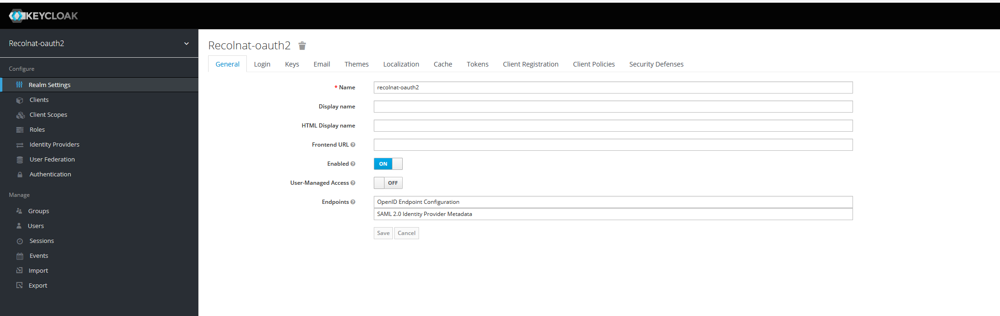 KEYCLOAK
Recolnat-oauth2
Configure
Realm Settings
Clients
Client Scopes
Roles
Identity Providers
User Federation
Authentication
Manage
Groups
Users
Sessions
Events
Import
Export
Recolnat-oauth2
General Login Keys Email Themes Localization Cache Tokens Client Registration Client Policies Security Defenses
* Name recolnat-oauth2
Display name
HTML Display name
Frontend URL ?
Enabled ? ON
User-Managed Access ? OFF
Endpoints ? OpenID Endpoint Configuration
SAML 2.0 Identity Provider Metadata
Save Cancel